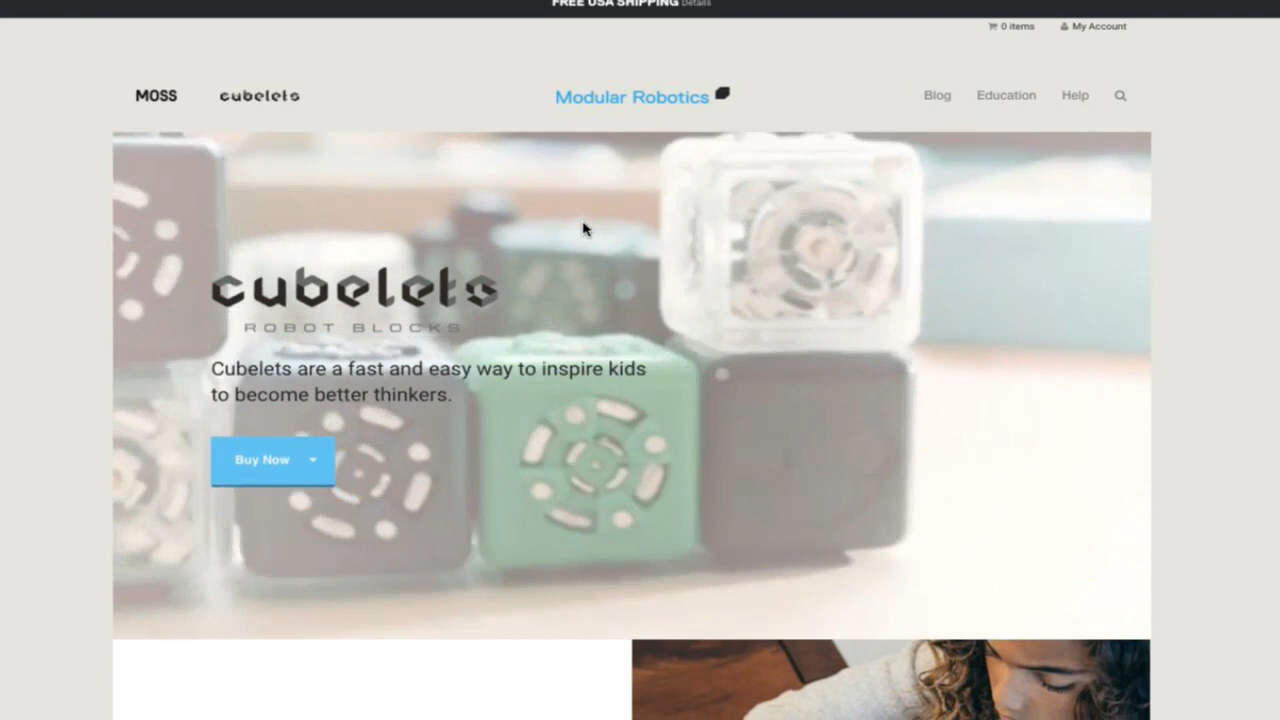 FREE USA SHIPPING Details
0 items
My Account
MOSS
cubelets
Modular Robotics
Blog
Education
Help
cubelets
ROBOT BLOCKS
Cubelets are a fast and easy way to inspire kids
to become better thinkers.
Buy Now